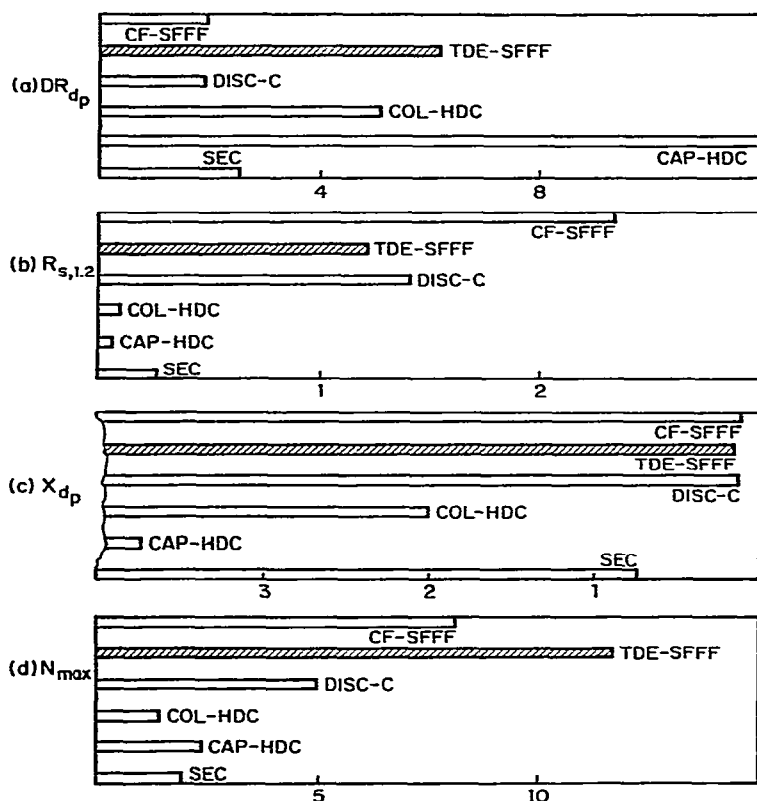 CF-SFFF
TDE-SFFF
DISC-C
(a) DR_dp
COL-HDC
CAP-HDC
SEC
4 8
CF-SFFF
TDE-SFFF
(b) R_s,1.2
DISC-C
COL-HDC
CAP-HDC
SEC
1 2
CF-SFFF
TDE-SFFF
(c) X_dp
DISC-C
COL-HDC
CAP-HDC
SEC
3 2 1
CF-SFFF
TDE-SFFF
(d) N_max
DISC-C
COL-HDC
CAP-HDC
SEC
5 10